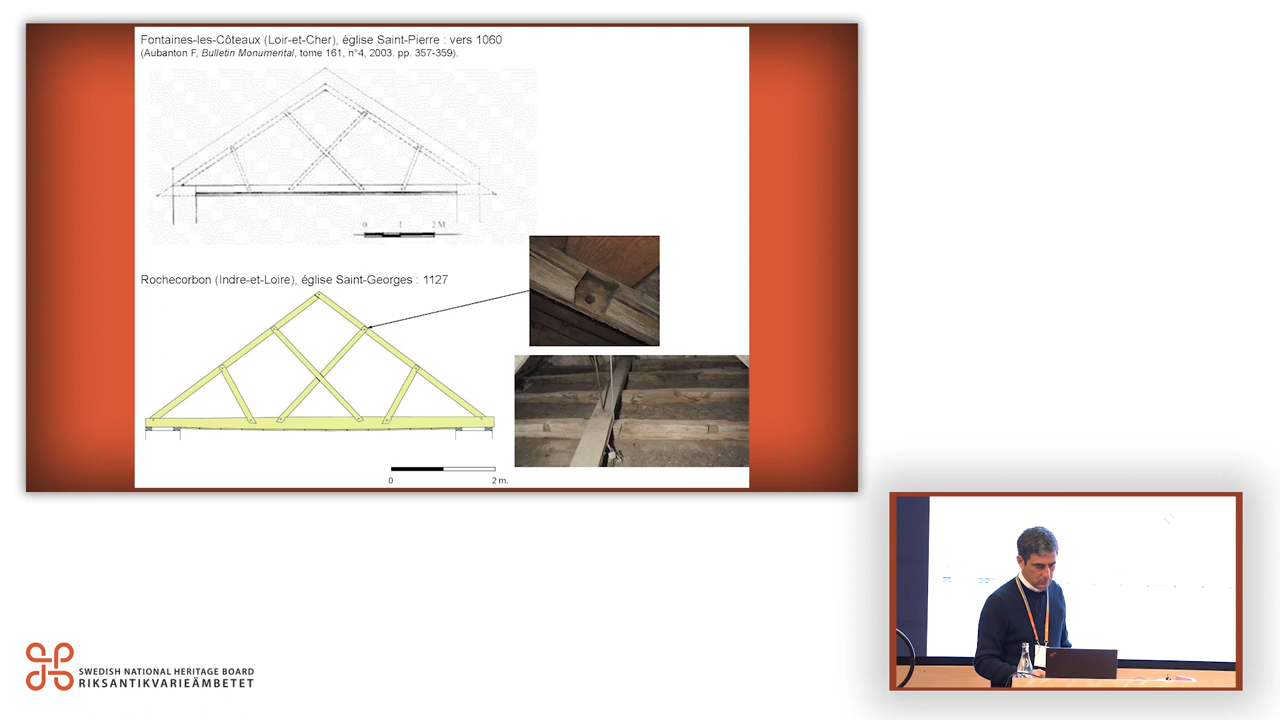 Fontaines-les-Côteaux (Loir-et-Cher), église Saint-Pierre : vers 1060
(Aubanton F, Bulletin Monumental, tome 161, n°4, 2003. pp. 357-359).
0 1 2 M
Rochecorbon (Indre-et-Loire), église Saint-Georges : 1127
0 2 m.
SWEDISH NATIONAL HERITAGE BOARD
RIKSANTIKVARIEÄMBETET